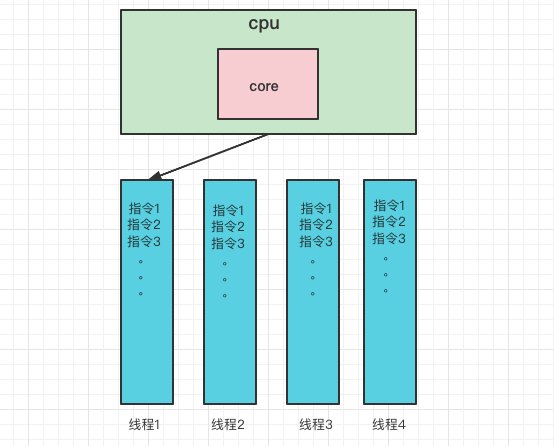 cpu
core
指令1
指令2
指令3
。
。
。
指令1
指令2
指令3
。
。
。
指令1
指令2
指令3
。
。
。
指令1
指令2
指令3
。
。
。
线程1
线程2
线程3
线程4